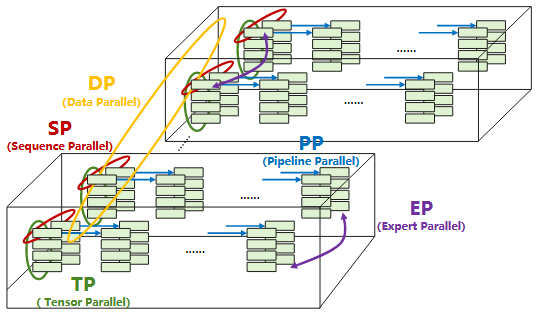 ......
DP
(Data Parallel)
......
SP
(Sequence Parallel)
PP
(Pipeline Parallel)
......
EP
(Expert Parallel)
......
TP
( Tensor Parallel)